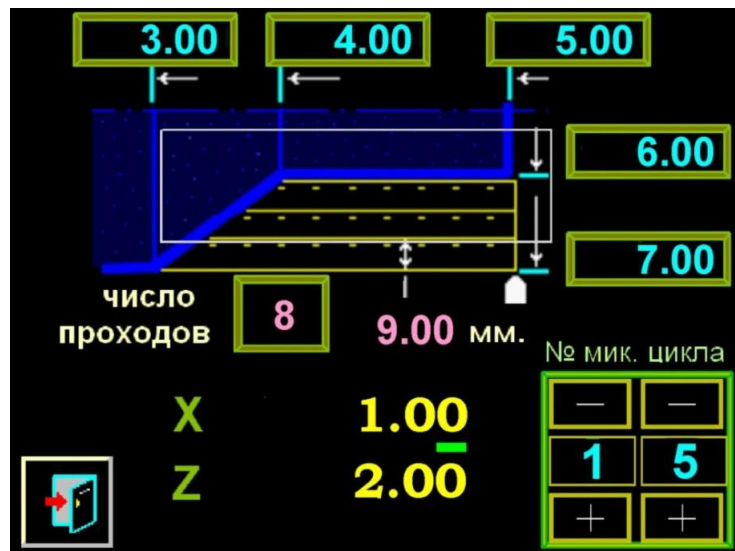 3.00 4.00 5.00
6.00
7.00
число
проходов
8
9.00 мм.
№ мик. цикла
− −
1 5
+ +
X 1.00
Z 2.00